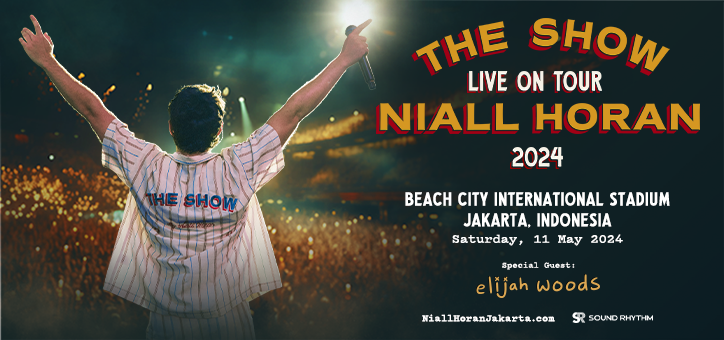 THE SHOW
THE SHOW
LIVE ON TOUR
NIALL HORAN
2024
BEACH CITY INTERNATIONAL STADIUM
JAKARTA, INDONESIA
Saturday, 11 May 2024
Special Guest:
elijah woods
NiallHoranJakarta.com
SR SOUND RHYTHM